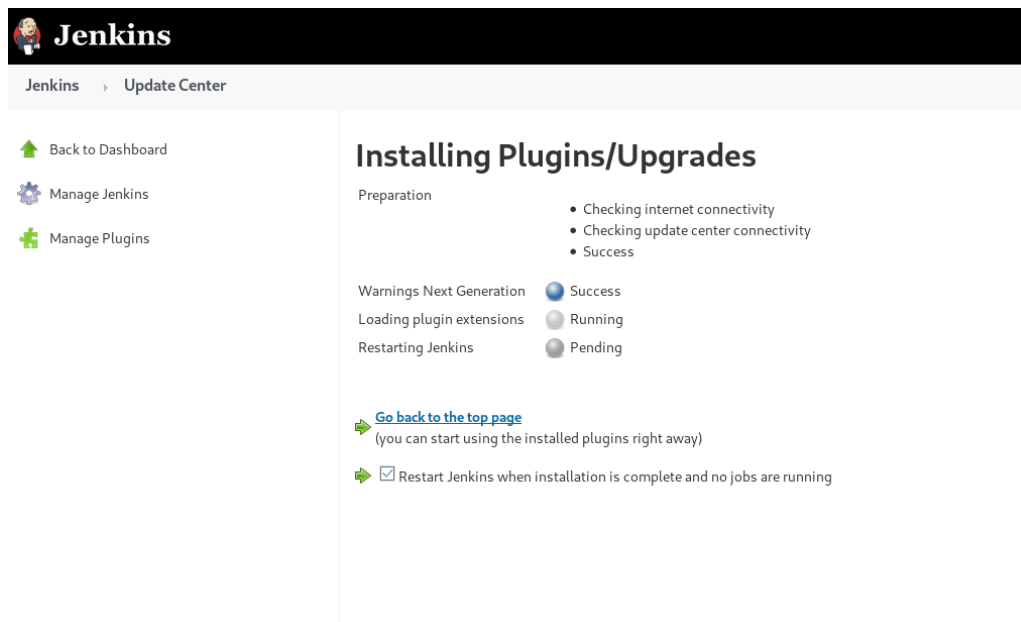 Jenkins
Jenkins Update Center
Back to Dashboard
Manage Jenkins
Manage Plugins
Installing Plugins/Upgrades
Preparation
Checking internet connectivity
Checking update center connectivity
Success
Warnings Next Generation Success
Loading plugin extensions Running
Restarting Jenkins Pending
Go back to the top page
(you can start using the installed plugins right away)
Restart Jenkins when installation is complete and no jobs are running